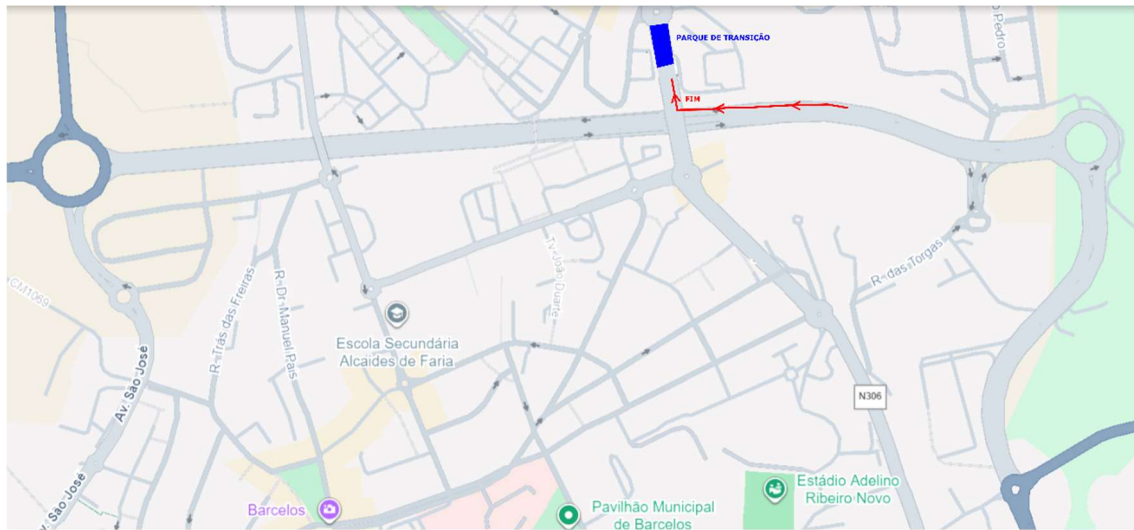 PARQUE DE TRANSIÇÃO
Pedro
FIM
Tv. João Duarte
R. das Torgas
CM1069
R. Trás das Freiras
R. Dr. Manuel Pais
Escola Secundária
Alcaides de Faria
Av. São José
N306
Av. São José
Barcelos
Pavilhão Municipal
de Barcelos
Estádio Adelino
Ribeiro Novo